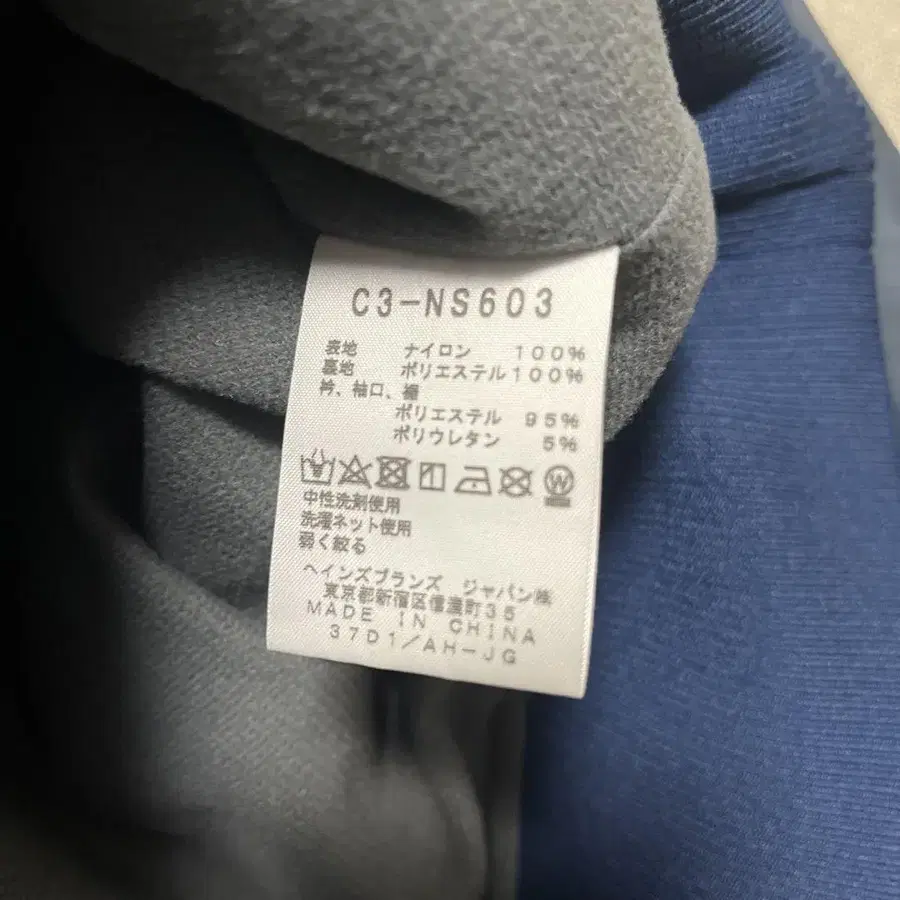 C3-NS603
表地 ナイロン 100%
裏地 ポリエステル100%
衿、袖口、裾
ポリエステル 95%
ポリウレタン 5%
W
中性洗剤使用
洗濯ネット使用
弱く絞る
ヘインズブランズ ジャパン㈱
東京都新宿区信濃町35
MADE IN CHINA
37D1/AH-JG